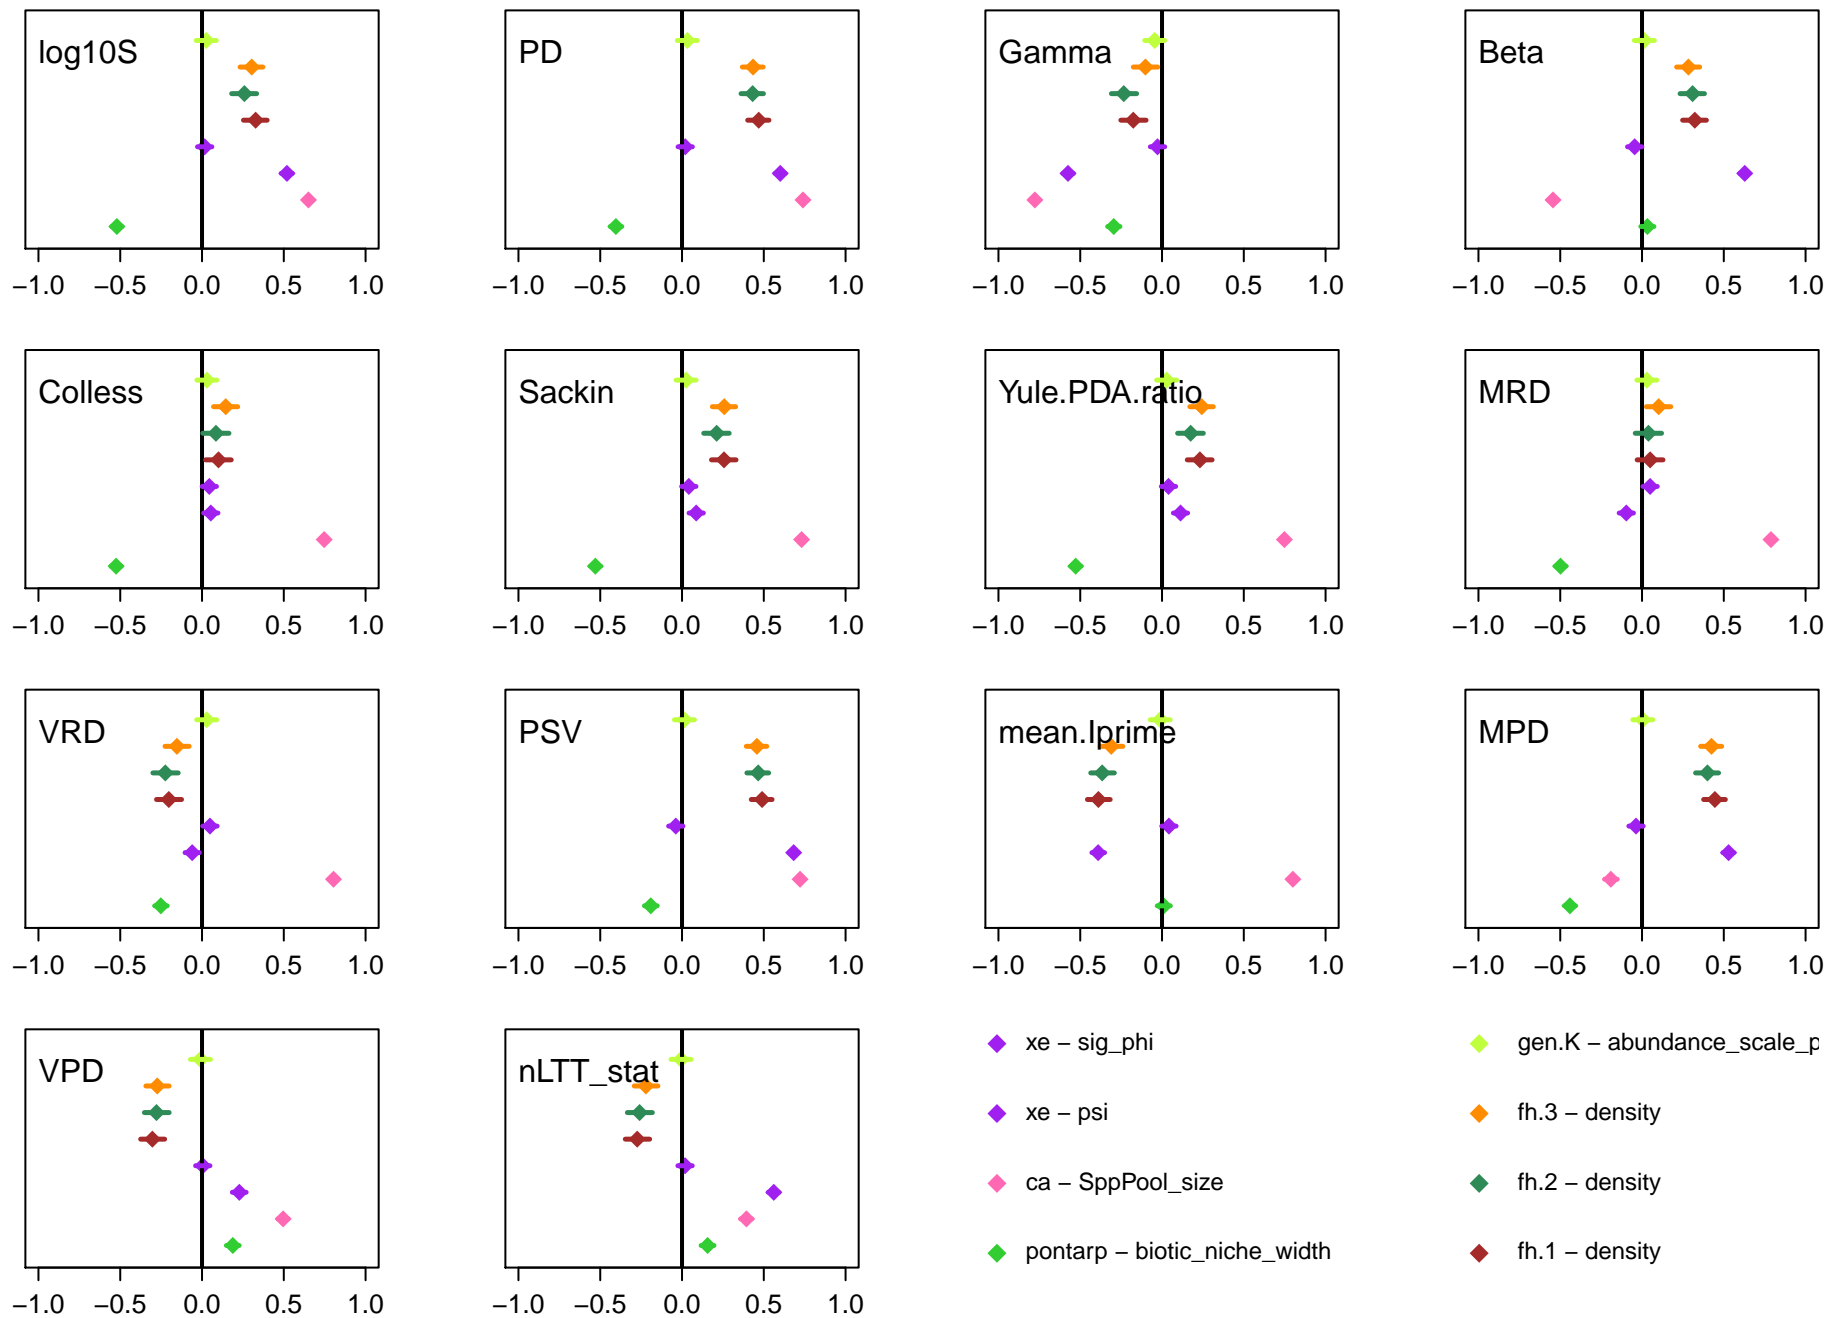 log10S
−1.0 −0.5 0.0 0.5 1.0
PD
−1.0 −0.5 0.0 0.5 1.0
Gamma
−1.0 −0.5 0.0 0.5 1.0
Beta
−1.0 −0.5 0.0 0.5 1.0
Colless
−1.0 −0.5 0.0 0.5 1.0
Sackin
−1.0 −0.5 0.0 0.5 1.0
Yule.PDA.ratio
−1.0 −0.5 0.0 0.5 1.0
MRD
−1.0 −0.5 0.0 0.5 1.0
VRD
−1.0 −0.5 0.0 0.5 1.0
PSV
−1.0 −0.5 0.0 0.5 1.0
mean.Iprime
−1.0 −0.5 0.0 0.5 1.0
MPD
−1.0 −0.5 0.0 0.5 1.0
VPD
−1.0 −0.5 0.0 0.5 1.0
nLTT_stat
−1.0 −0.5 0.0 0.5 1.0
xe − sig_phi
xe − psi
ca − SppPool_size
pontarp − biotic_niche_width
gen.K − abundance_scale_p
fh.3 − density
fh.2 − density
fh.1 − density